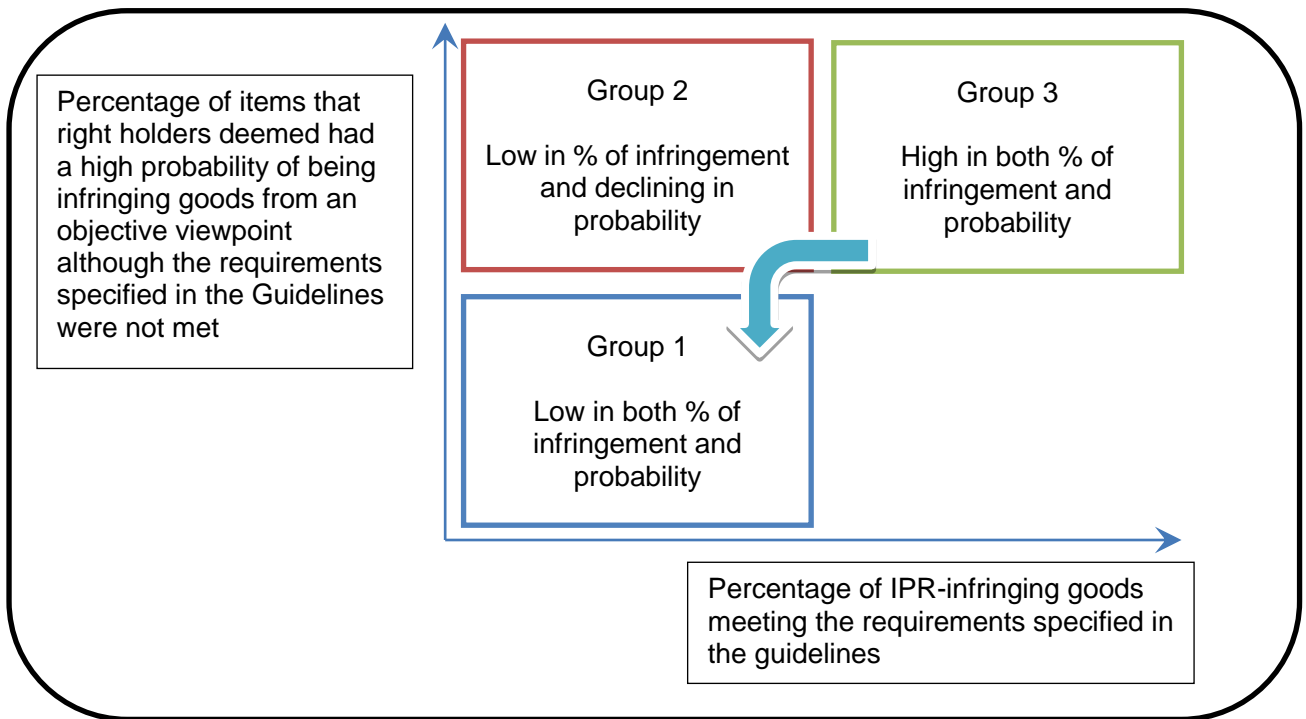 Percentage of items that
right holders deemed had
a high probability of being
infringing goods from an
objective viewpoint
although the requirements
specified in the Guidelines
were not met
Group 2
Low in % of infringement
and declining in
probability
Group 3
High in both % of
infringement and
probability
Group 1
Low in both % of
infringement and
probability
Percentage of IPR-infringing goods
meeting the requirements specified in
the guidelines